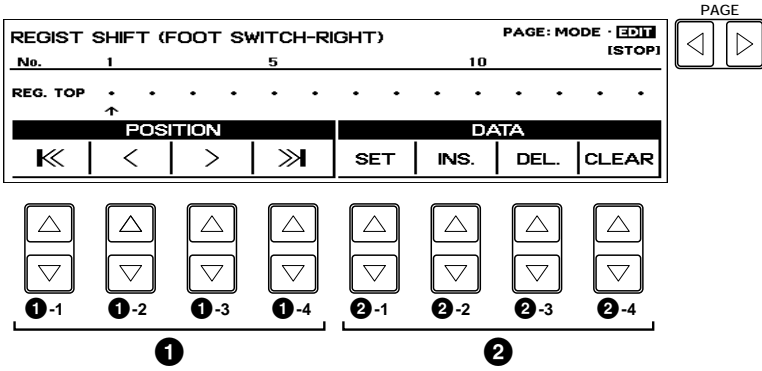 PAGE
REGIST SHIFT (FOOT SWITCH-RIGHT) PAGE: MODE · EDIT
[STOP]
No. 1 5 10
REG. TOP
POSITION DATA
SET INS. DEL. CLEAR
1-1 1-2 1-3 1-4 2-1 2-2 2-3 2-4
1 2